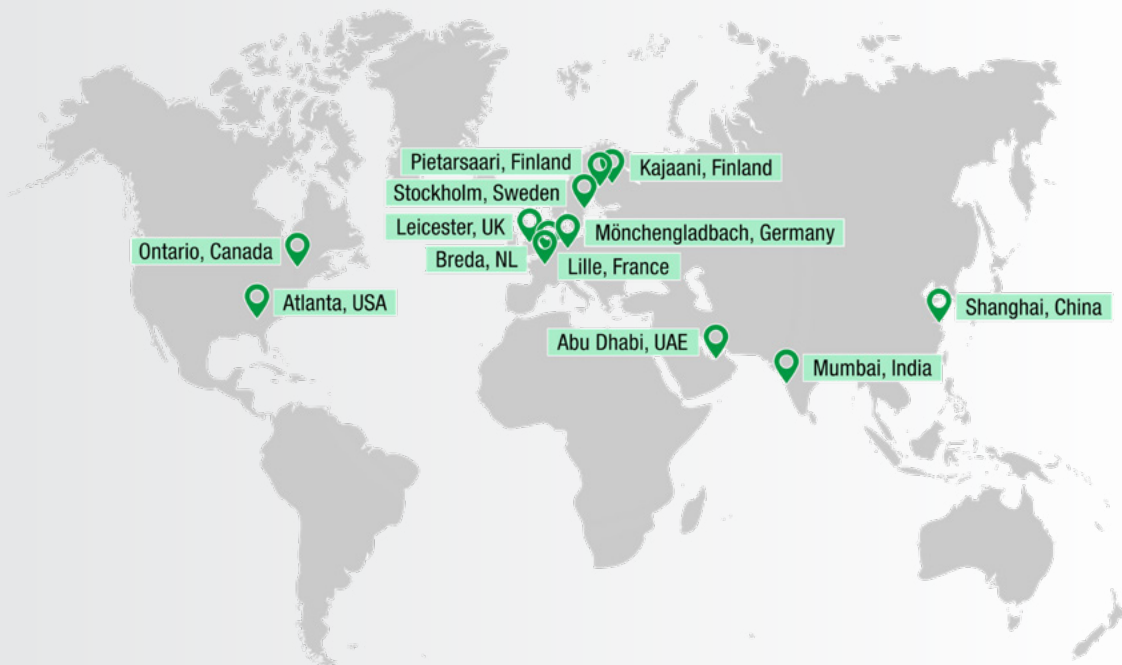 Pietarsaari, Finland
Kajaani, Finland
Stockholm, Sweden
Leicester, UK
Mönchengladbach, Germany
Ontario, Canada
Breda, NL
Lille, France
Atlanta, USA
Shanghai, China
Abu Dhabi, UAE
Mumbai, India